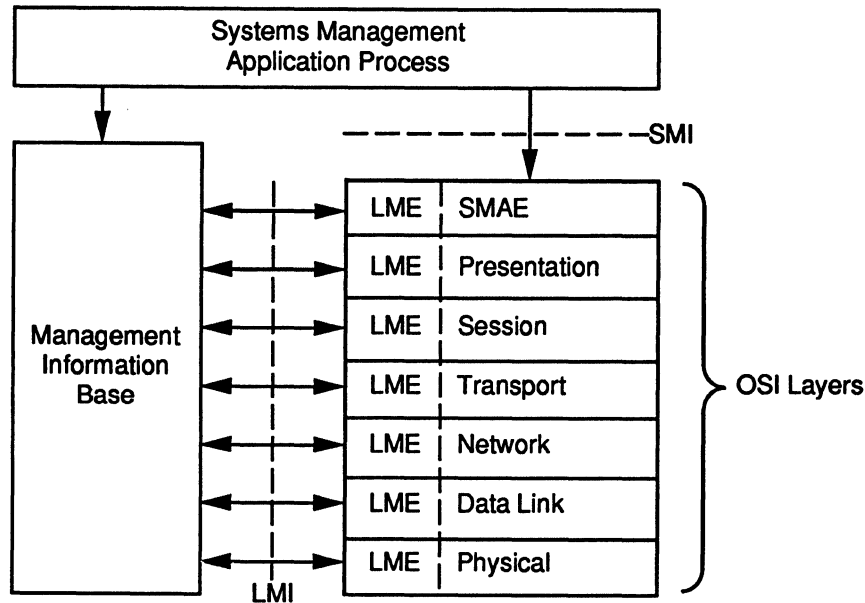 Systems Management
Application Process
SMI
LME SMAE
LME Presentation
LME Session
LME Transport
LME Network
LME Data Link
LME Physical
Management
Information
Base
OSI Layers
LMI